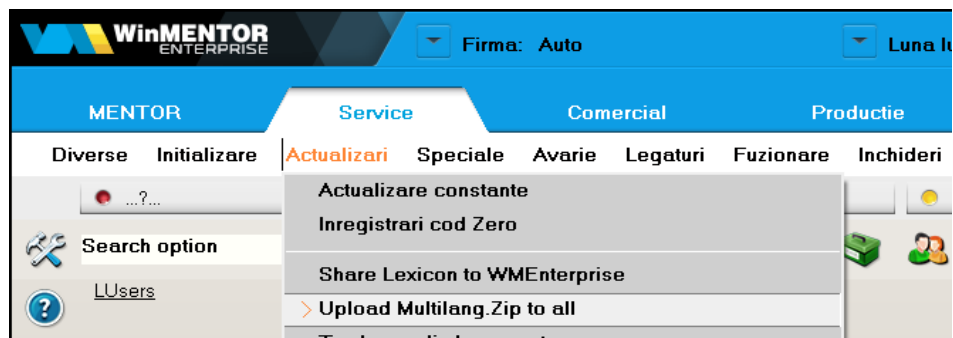 WinMENTOR
ENTERPRISE
Firma: Auto
Luna
MENTOR Service Comercial Productie
Diverse Initializare Actualizari Speciale Avarie Legaturi Fuzionare Inchideri
...?...
Actualizare constante
Inregistrari cod Zero
Search option
Share Lexicon to WMEnterprise
LUsers
Upload Multilang.Zip to all